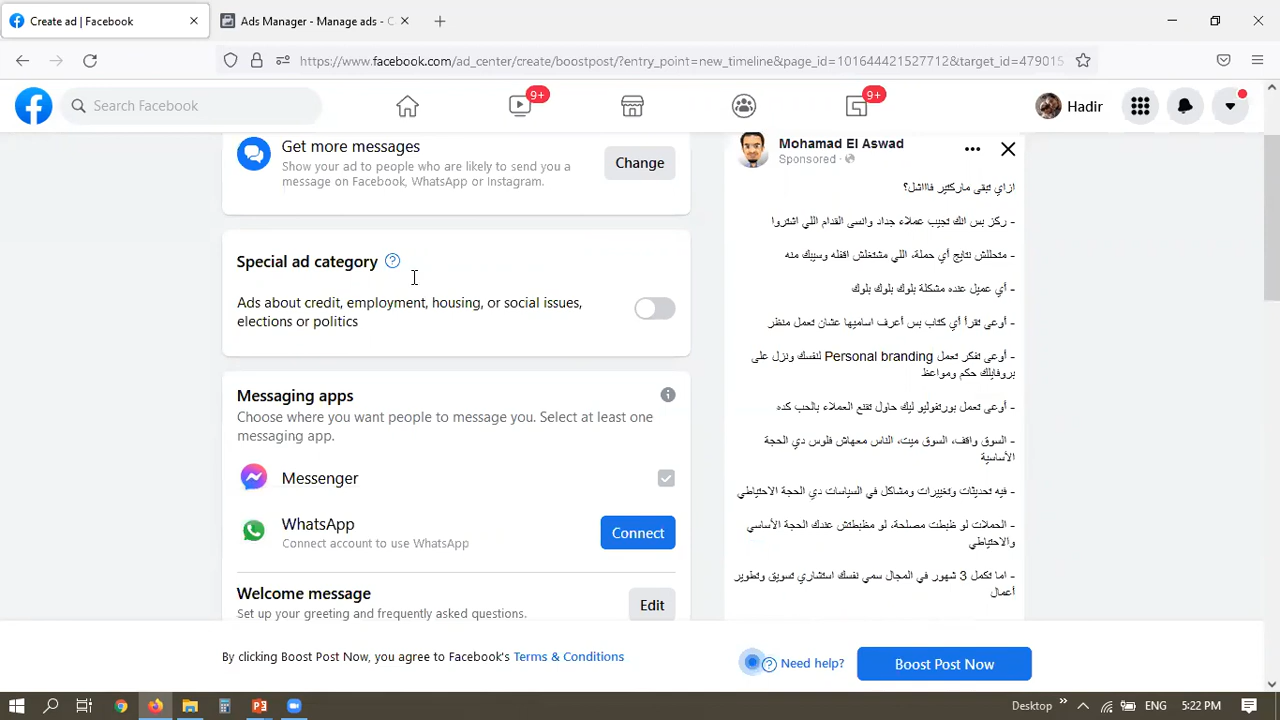 Create ad | Facebook
Ads Manager - Manage ads - C
https://www.facebook.com/ad_center/create/boostpost/?entry_point=new_timeline&page_id=101644421527712&target_id=479015
Search Facebook
9+
9+
Hadir
Get more messages
Show your ad to people who are likely to send you a
message on Facebook, WhatsApp or Instagram.
Change
Special ad category
Ads about credit, employment, housing, or social issues,
elections or politics
Messaging apps
Choose where you want people to message you. Select at least one
messaging app.
Messenger
WhatsApp
Connect account to use WhatsApp
Connect
Welcome message
Set up your greeting and frequently asked questions.
Edit
Mohamad El Aswad
Sponsored ·
ازاي تبقى ماركتير فاااشل؟
- ركز بس انك تجيب عملاء جداد وانسى القدام اللي اشتروا
- متحللش نتايج أي حملة، اللي مشتغلش اقفله وسيبك منه
- أي عميل عنده مشكلة بلوك بلوك بلوك
- أوعى تقرأ أي كتاب بس أعرف اساميها عشان تعمل منظر
- أوعى تفكر تعمل Personal branding لنفسك ونزل على
بروفايلك حكم ومواعظ
- أوعى تعمل بورتفوليو ليك حاول تقنع العملاء بالحب كده
- السوق واقف، السوق ميت، الناس معهاش فلوس دي الحجة
الأساسية
- فيه تحديثات وتغييرات ومشاكل في السياسات دي الحجة الاحتياطي
- الحملات لو ظبطت مصلحة، لو مظبطتش عندك الحجة الأساسي
والاحتياطي
- اما تكمل 3 شهور في المجال سمي نفسك استشاري تسويق وتطوير
أعمال
By clicking Boost Post Now, you agree to Facebook's Terms & Conditions
Need help?
Boost Post Now
Desktop
ENG
5:22 PM